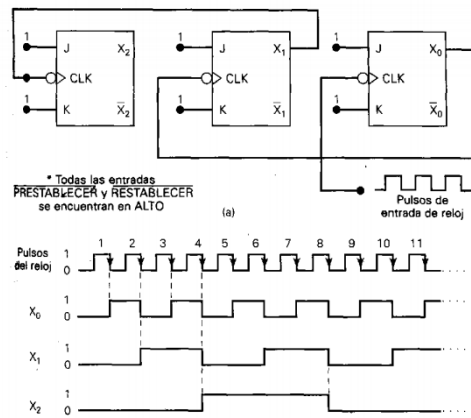 1 J X₂
CLK
1 K X̅₂
1 J X₁
CLK
1 K X̅₁
1 J X₀
CLK
1 K X̅₀
* Todas las entradas
PRESTABLECER y RESTABLECER
se encuentran en ALTO
(a)
Pulsos de
entrada de reloj
Pulsos
del reloj
1
0
1 2 3 4 5 6 7 8 9 10 11
X₀ 1
0
X₁ 1
0
X₂ 1
0